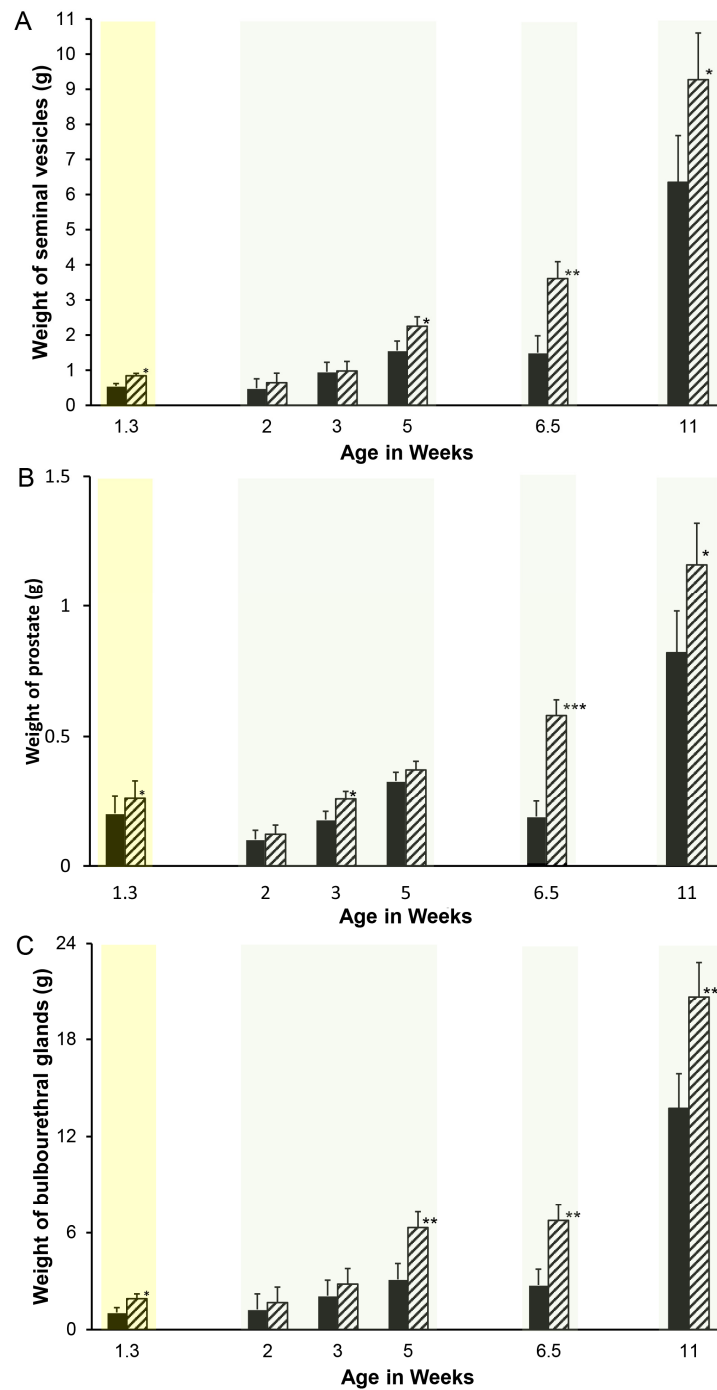 A
Weight of seminal vesicles (g)
11
10
9
8
7
6
5
4
3
2
1
0
*
*
**
*
1.3 2 3 5 6.5 11
Age in Weeks
B
Weight of prostate (g)
1.5
1
0.5
0
*
*
***
*
1.3 2 3 5 6.5 11
Age in Weeks
C
Weight of bulbourethral glands (g)
24
18
12
6
0
*
**
**
**
1.3 2 3 5 6.5 11
Age in Weeks